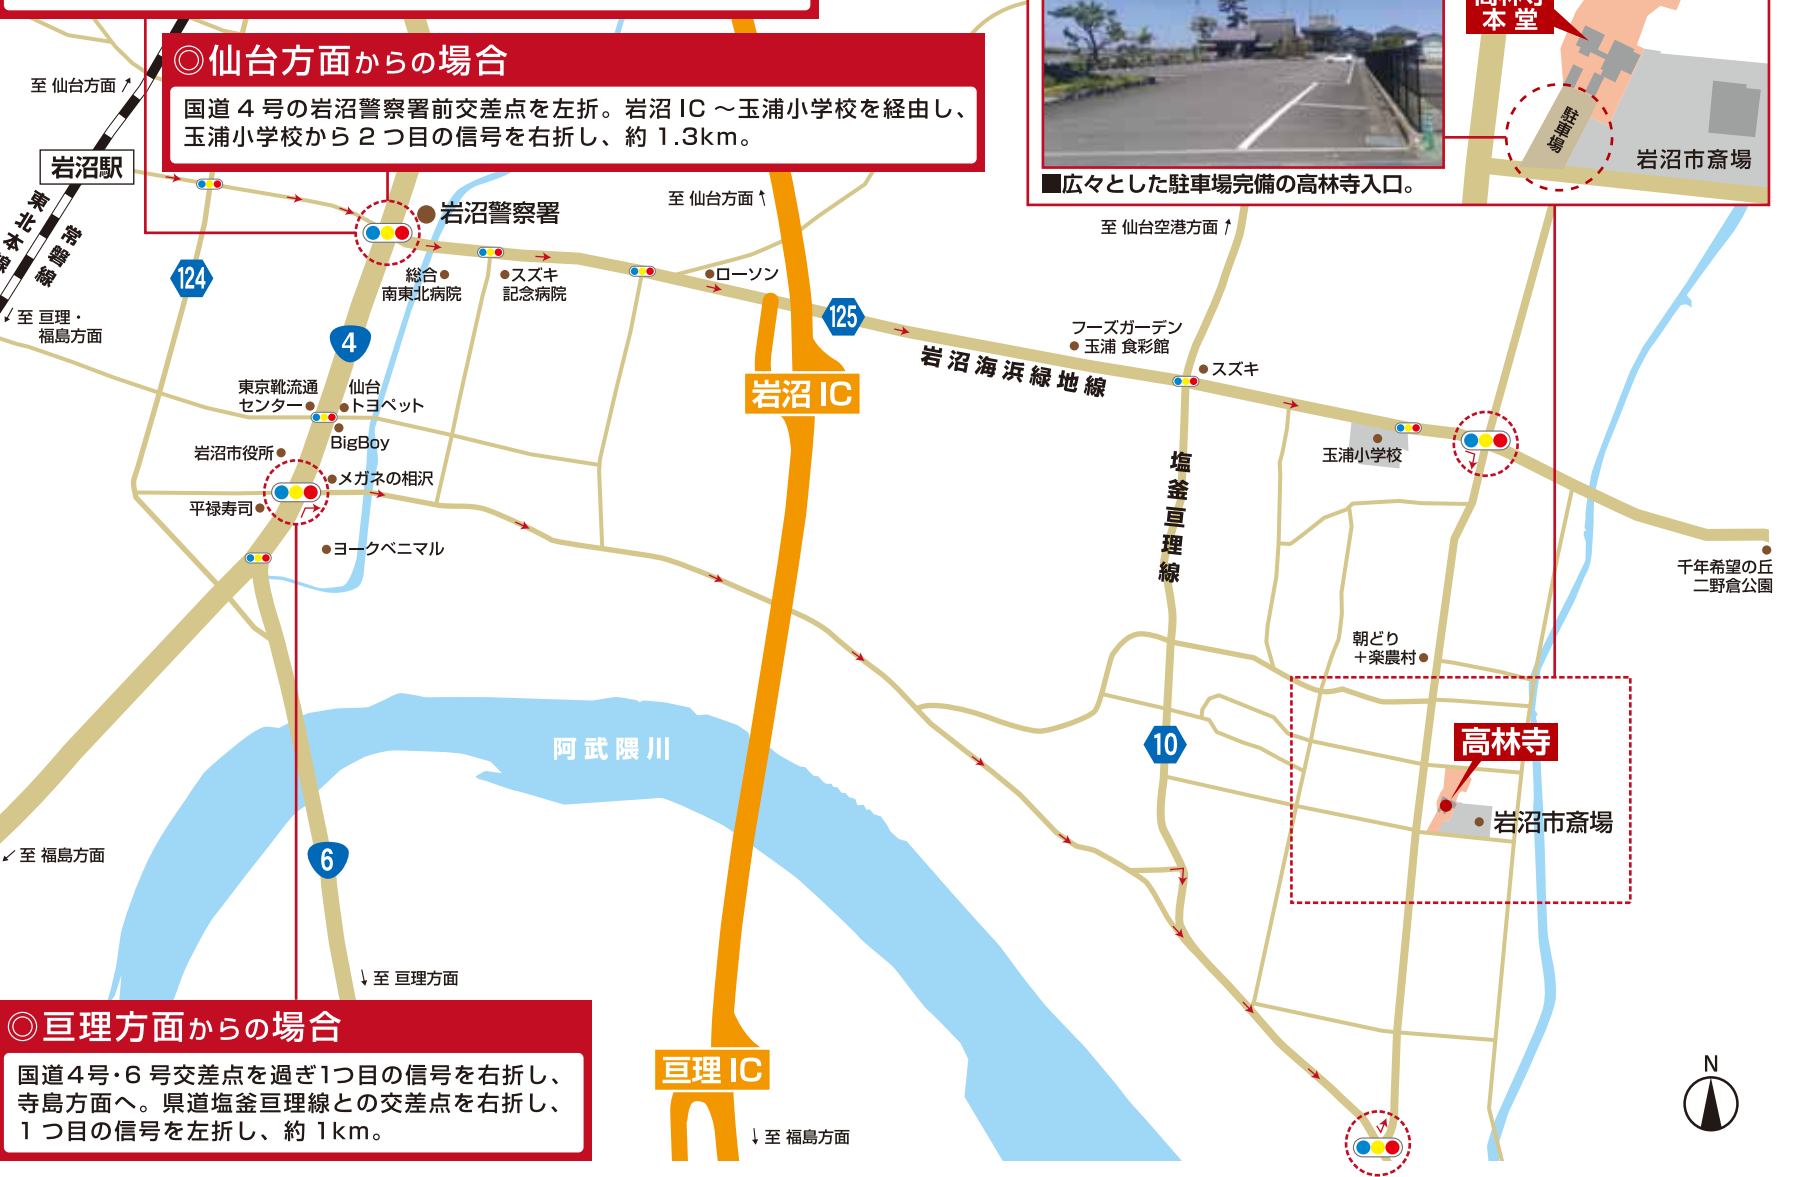 ◎仙台方面からの場合
国道4号の岩沼警察署前交差点を左折。岩沼IC～玉浦小学校を経由し、
玉浦小学校から2つ目の信号を右折し、約1.3km。
本堂
駐車場
岩沼市斎場
■広々とした駐車場完備の高林寺入口。
至 仙台方面
岩沼駅
東北本線
常磐線
至 亘理・
福島方面
124
岩沼警察署
総合
南東北病院
スズキ
記念病院
至 仙台方面
ローソン
125
至 仙台空港方面
フーズガーデン
玉浦 食彩館
岩沼海浜緑地線
スズキ
玉浦小学校
4
東京靴流通
センター
仙台
トヨペット
BigBoy
岩沼市役所
メガネの相沢
平禄寿司
ヨークベニマル
岩沼IC
塩釜亘理線
千年希望の丘
二野倉公園
朝どり
＋楽農村
高林寺
岩沼市斎場
10
阿武隈川
至 福島方面
6
至 亘理方面
◎亘理方面からの場合
国道4号･6号交差点を過ぎ1つ目の信号を右折し、
寺島方面へ。県道塩釜亘理線との交差点を右折し、
1つ目の信号を左折し、約1km。
亘理IC
至 福島方面
N